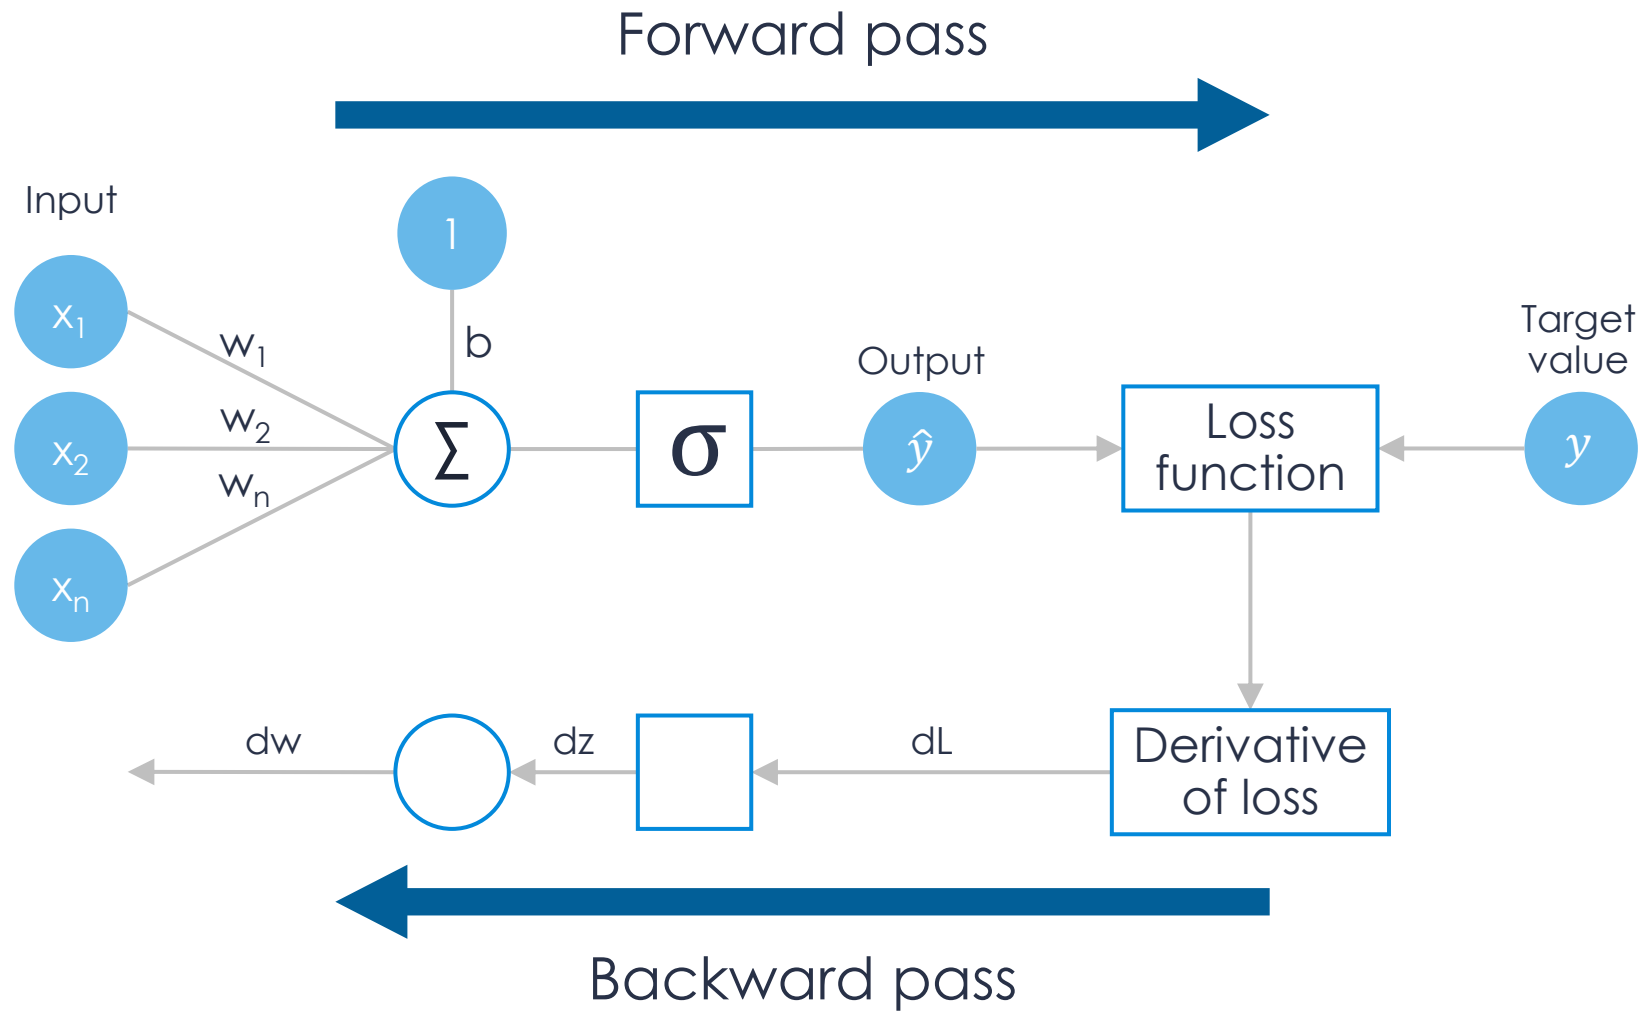 Forward pass
Input
1
x₁
w₁
b
Target
value
Output
w₂
x₂
∑
σ
ŷ
Loss
function
y
wₙ
xₙ
dw
dz
dL
Derivative
of loss
Backward pass